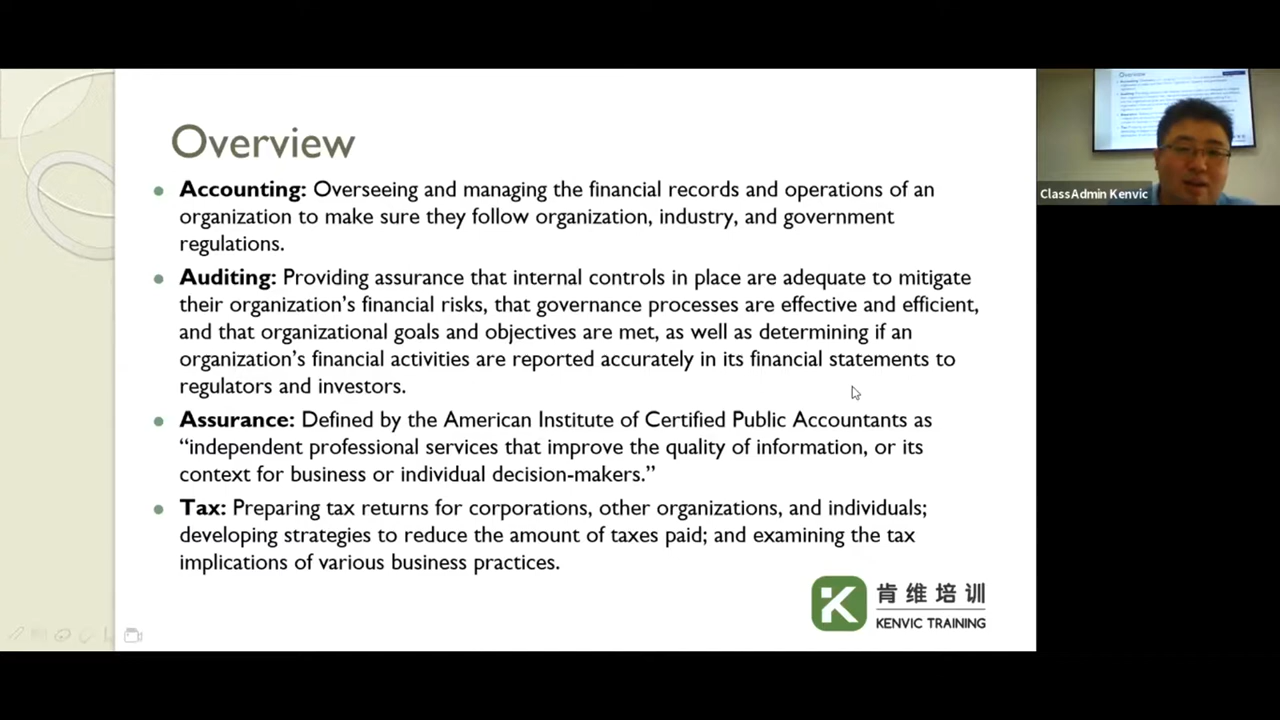 Overview
Accounting: Overseeing and managing the financial records and operations of an
organization to make sure they follow organization, industry, and government
regulations.
Auditing: Providing assurance that internal controls in place are adequate to mitigate
their organization's financial risks, that governance processes are effective and efficient,
and that organizational goals and objectives are met, as well as determining if an
organization's financial activities are reported accurately in its financial statements to
regulators and investors.
Assurance: Defined by the American Institute of Certified Public Accountants as
“independent professional services that improve the quality of information, or its
context for business or individual decision-makers.”
Tax: Preparing tax returns for corporations, other organizations, and individuals;
developing strategies to reduce the amount of taxes paid; and examining the tax
implications of various business practices.
肯维培训
KENVIC TRAINING
Overview
ClassAdmin Kenvic